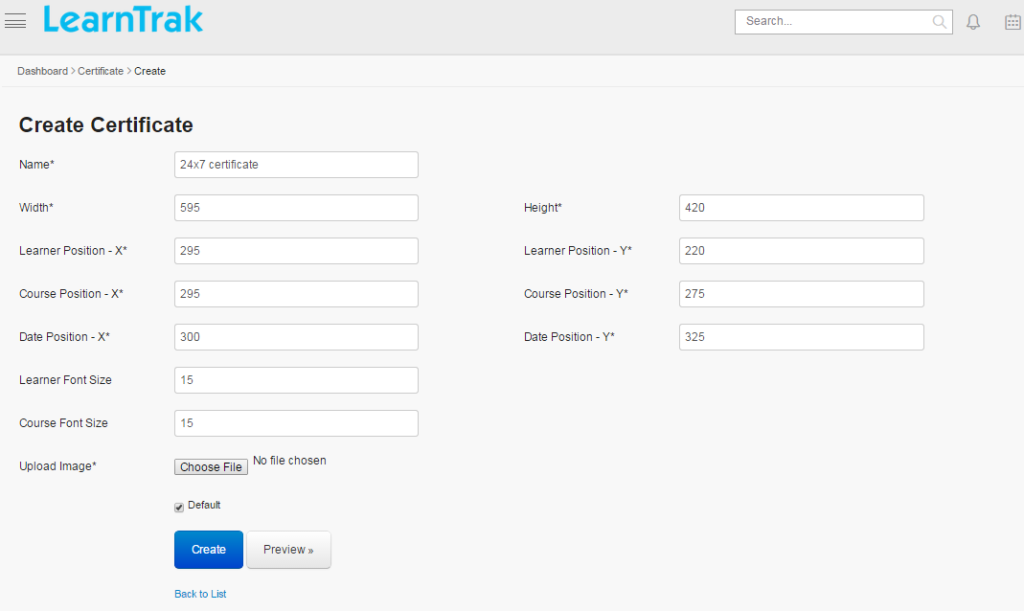 LearnTrak
Search...
Dashboard > Certificate > Create
Create Certificate
Name* 24x7 certificate
Width* 595 Height* 420
Learner Position - X* 295 Learner Position - Y* 220
Course Position - X* 295 Course Position - Y* 275
Date Position - X* 300 Date Position - Y* 325
Learner Font Size 15
Course Font Size 15
Upload Image* Choose File No file chosen
Default
Create Preview »
Back to List